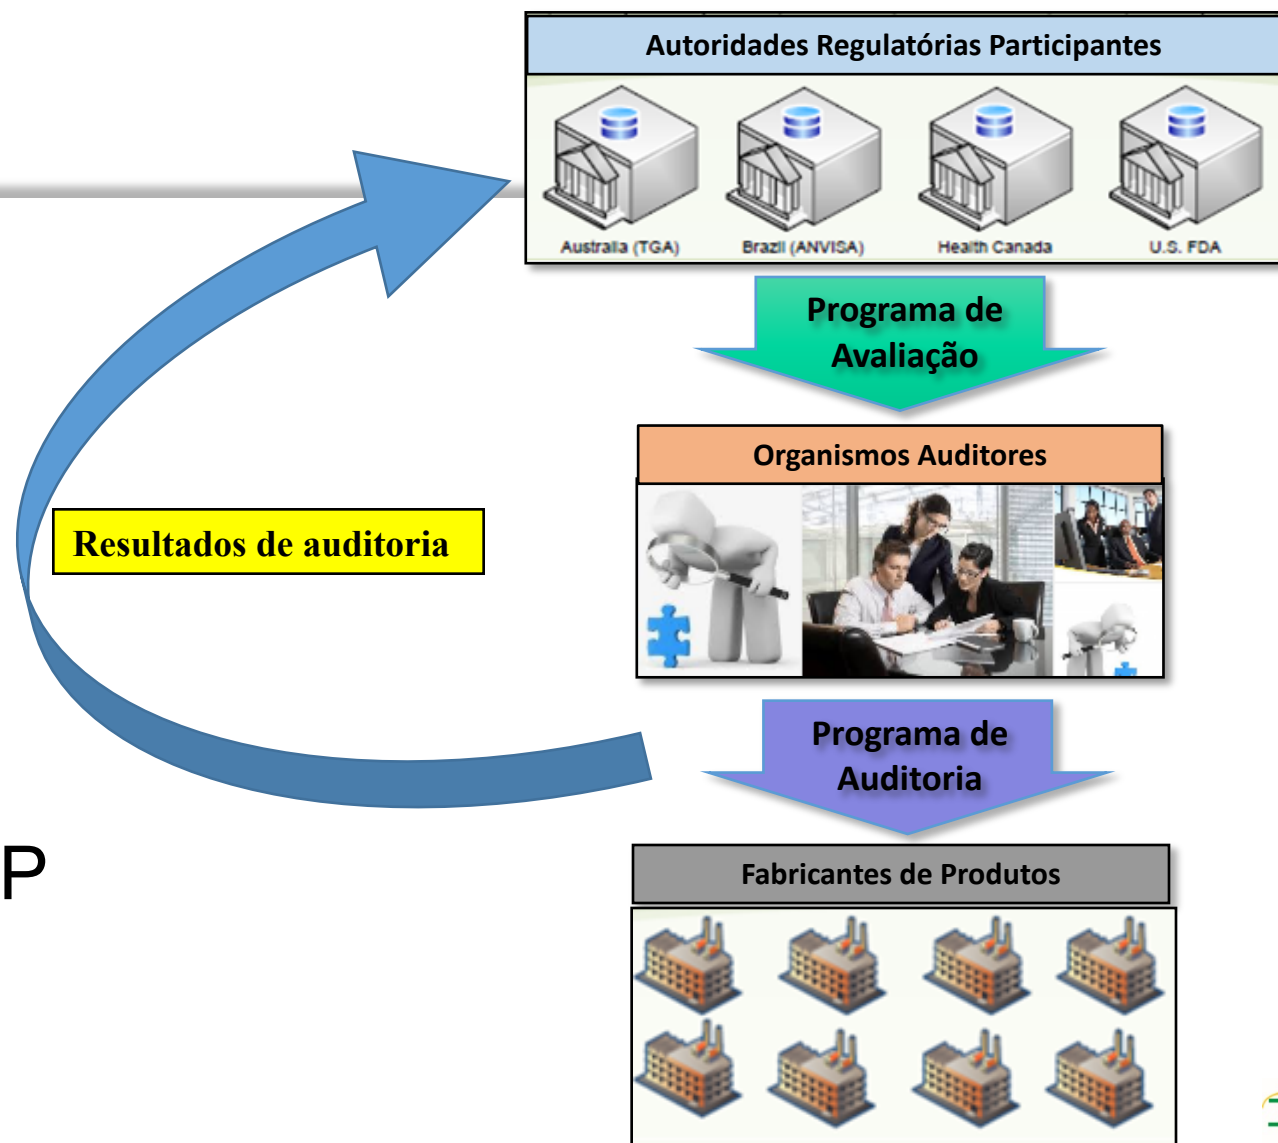 Autoridades Regulatórias Participantes
Australia (TGA)
Brazil (ANVISA)
Health Canada
U.S. FDA
Programa de
Avaliação
Organismos Auditores
Resultados de auditoria
Programa de
Auditoria
P
Fabricantes de Produtos